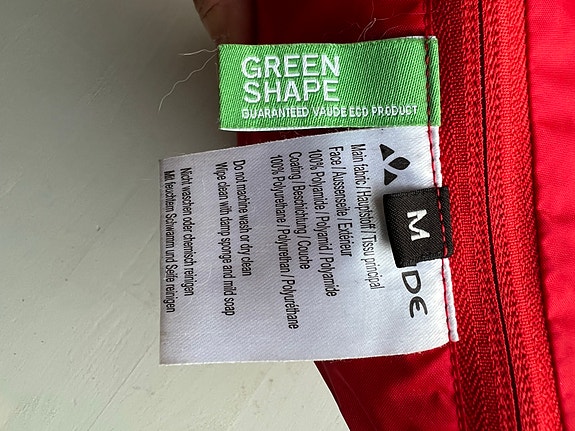 GREEN
SHAPE
GUARANTEED VAUDE ECO PRODUCT
M
DE
Main fabric / Hauptstoff / Tissu principal
Face / Aussenseite / Extérieur
100% Polyamide / Polyamid / Polyamide
Coating / Beschichtung / Couche
100% Polyurethane / Polyurethan / Polyuréthane
Do not machine wash or dry clean
Wipe clean with damp sponge and mild soap
Nicht waschen oder chemisch reinigen
Mit feuchtem Schwamm und Seife reinigen